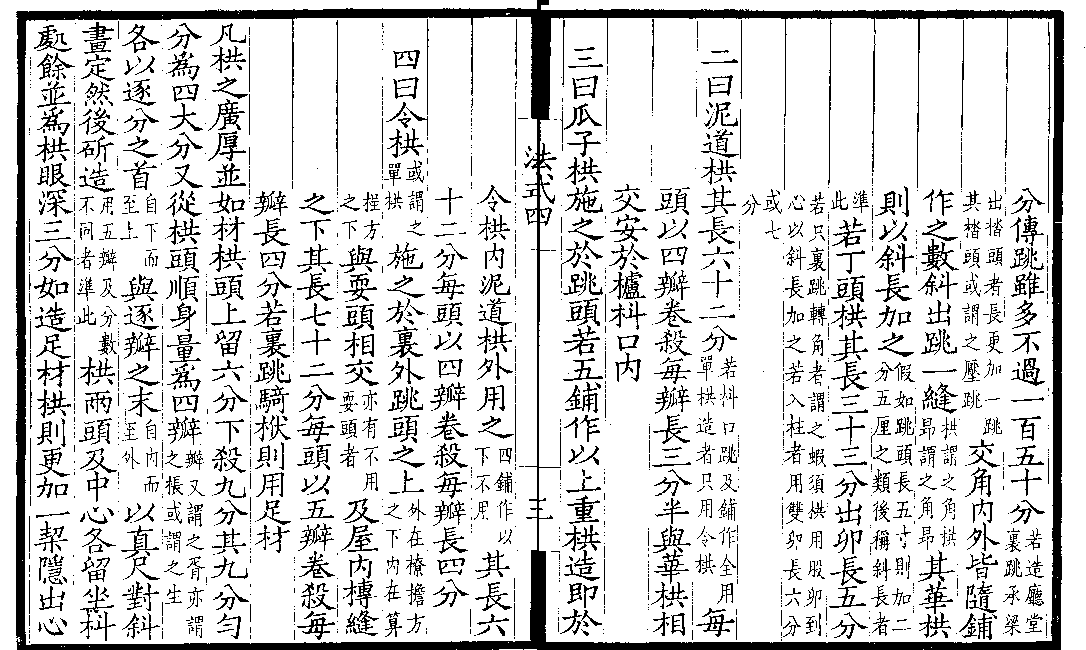 分傳跳雖多不過一百五十分若造廳堂裏跳承梁
出楷頭者長更加一跳其楷頭或謂之壓跳交角內外皆隨鋪
作之數斜出跳一縫栱謂之角栱昂謂之角昂其華栱
則以斜長加之假如跳頭長五寸則加二分五厘之類後稱斜長者
準此若丁頭栱其長三十三分出卯長五分
若只裏跳轉角者謂之蝦須栱用股卯到心以斜長加之若入柱者用雙卯長六分
或七分
二曰泥道栱其長六十二分若枓口跳及鋪作全用單栱造者只用令栱每
頭以四瓣卷殺每瓣長三分半與華栱相
交安於櫨枓口內
三曰瓜子栱施之於跳頭若五鋪作以上重栱造即於
法式四
三
令栱內泥道栱外用之四鋪作以下不用其長六
十二分每頭以四瓣卷殺每瓣長四分
四曰令栱或謂之單栱施之於裏外跳頭之上外在橑檐方之下內在算
桯方之下與耍頭相交亦有不用耍頭者及屋內槫縫
之下其長七十二分每頭以五瓣卷殺每
瓣長四分若裏跳騎栿則用足材
凡栱之廣厚並如材栱頭上留六分下殺九分其九分勻
分為四大分又從栱頭順身量為四瓣瓣又謂之胥亦謂之棖或謂之生
各以逐分之首自下而至上與逐瓣之末自內而至外以真尺對斜
畫定然後斫造用五瓣及分數不同者準此栱兩頭及中心各留坐枓
處餘並為栱眼深三分如造足材栱則更加一栔隱出心